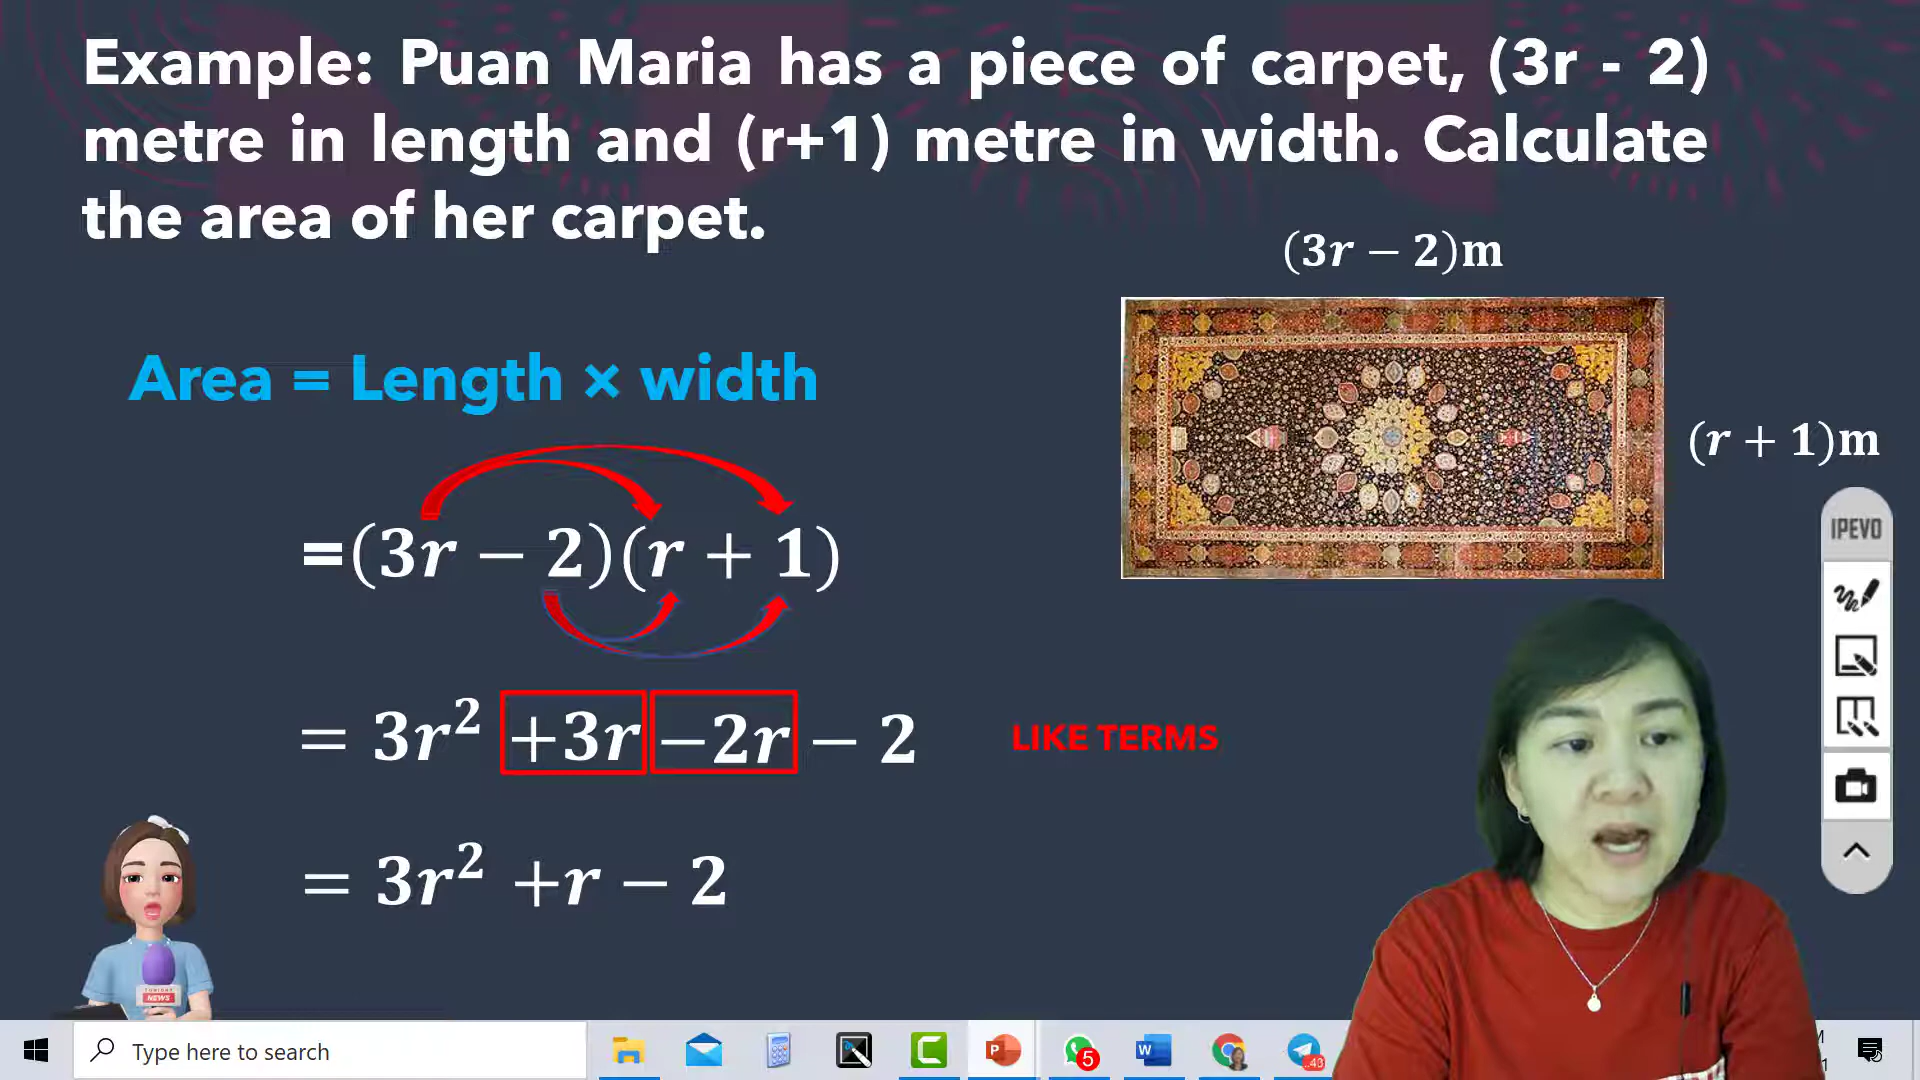 Example: Puan Maria has a piece of carpet, (3r - 2)
metre in length and (r+1) metre in width. Calculate
the area of her carpet.
(3r − 2)m
Area = Length × width
(r + 1)m
IPEVO
=(3r − 2)(r + 1)
= 3r² +3r −2r − 2
LIKE TERMS
= 3r² +r − 2
NEWS
Type here to search
5